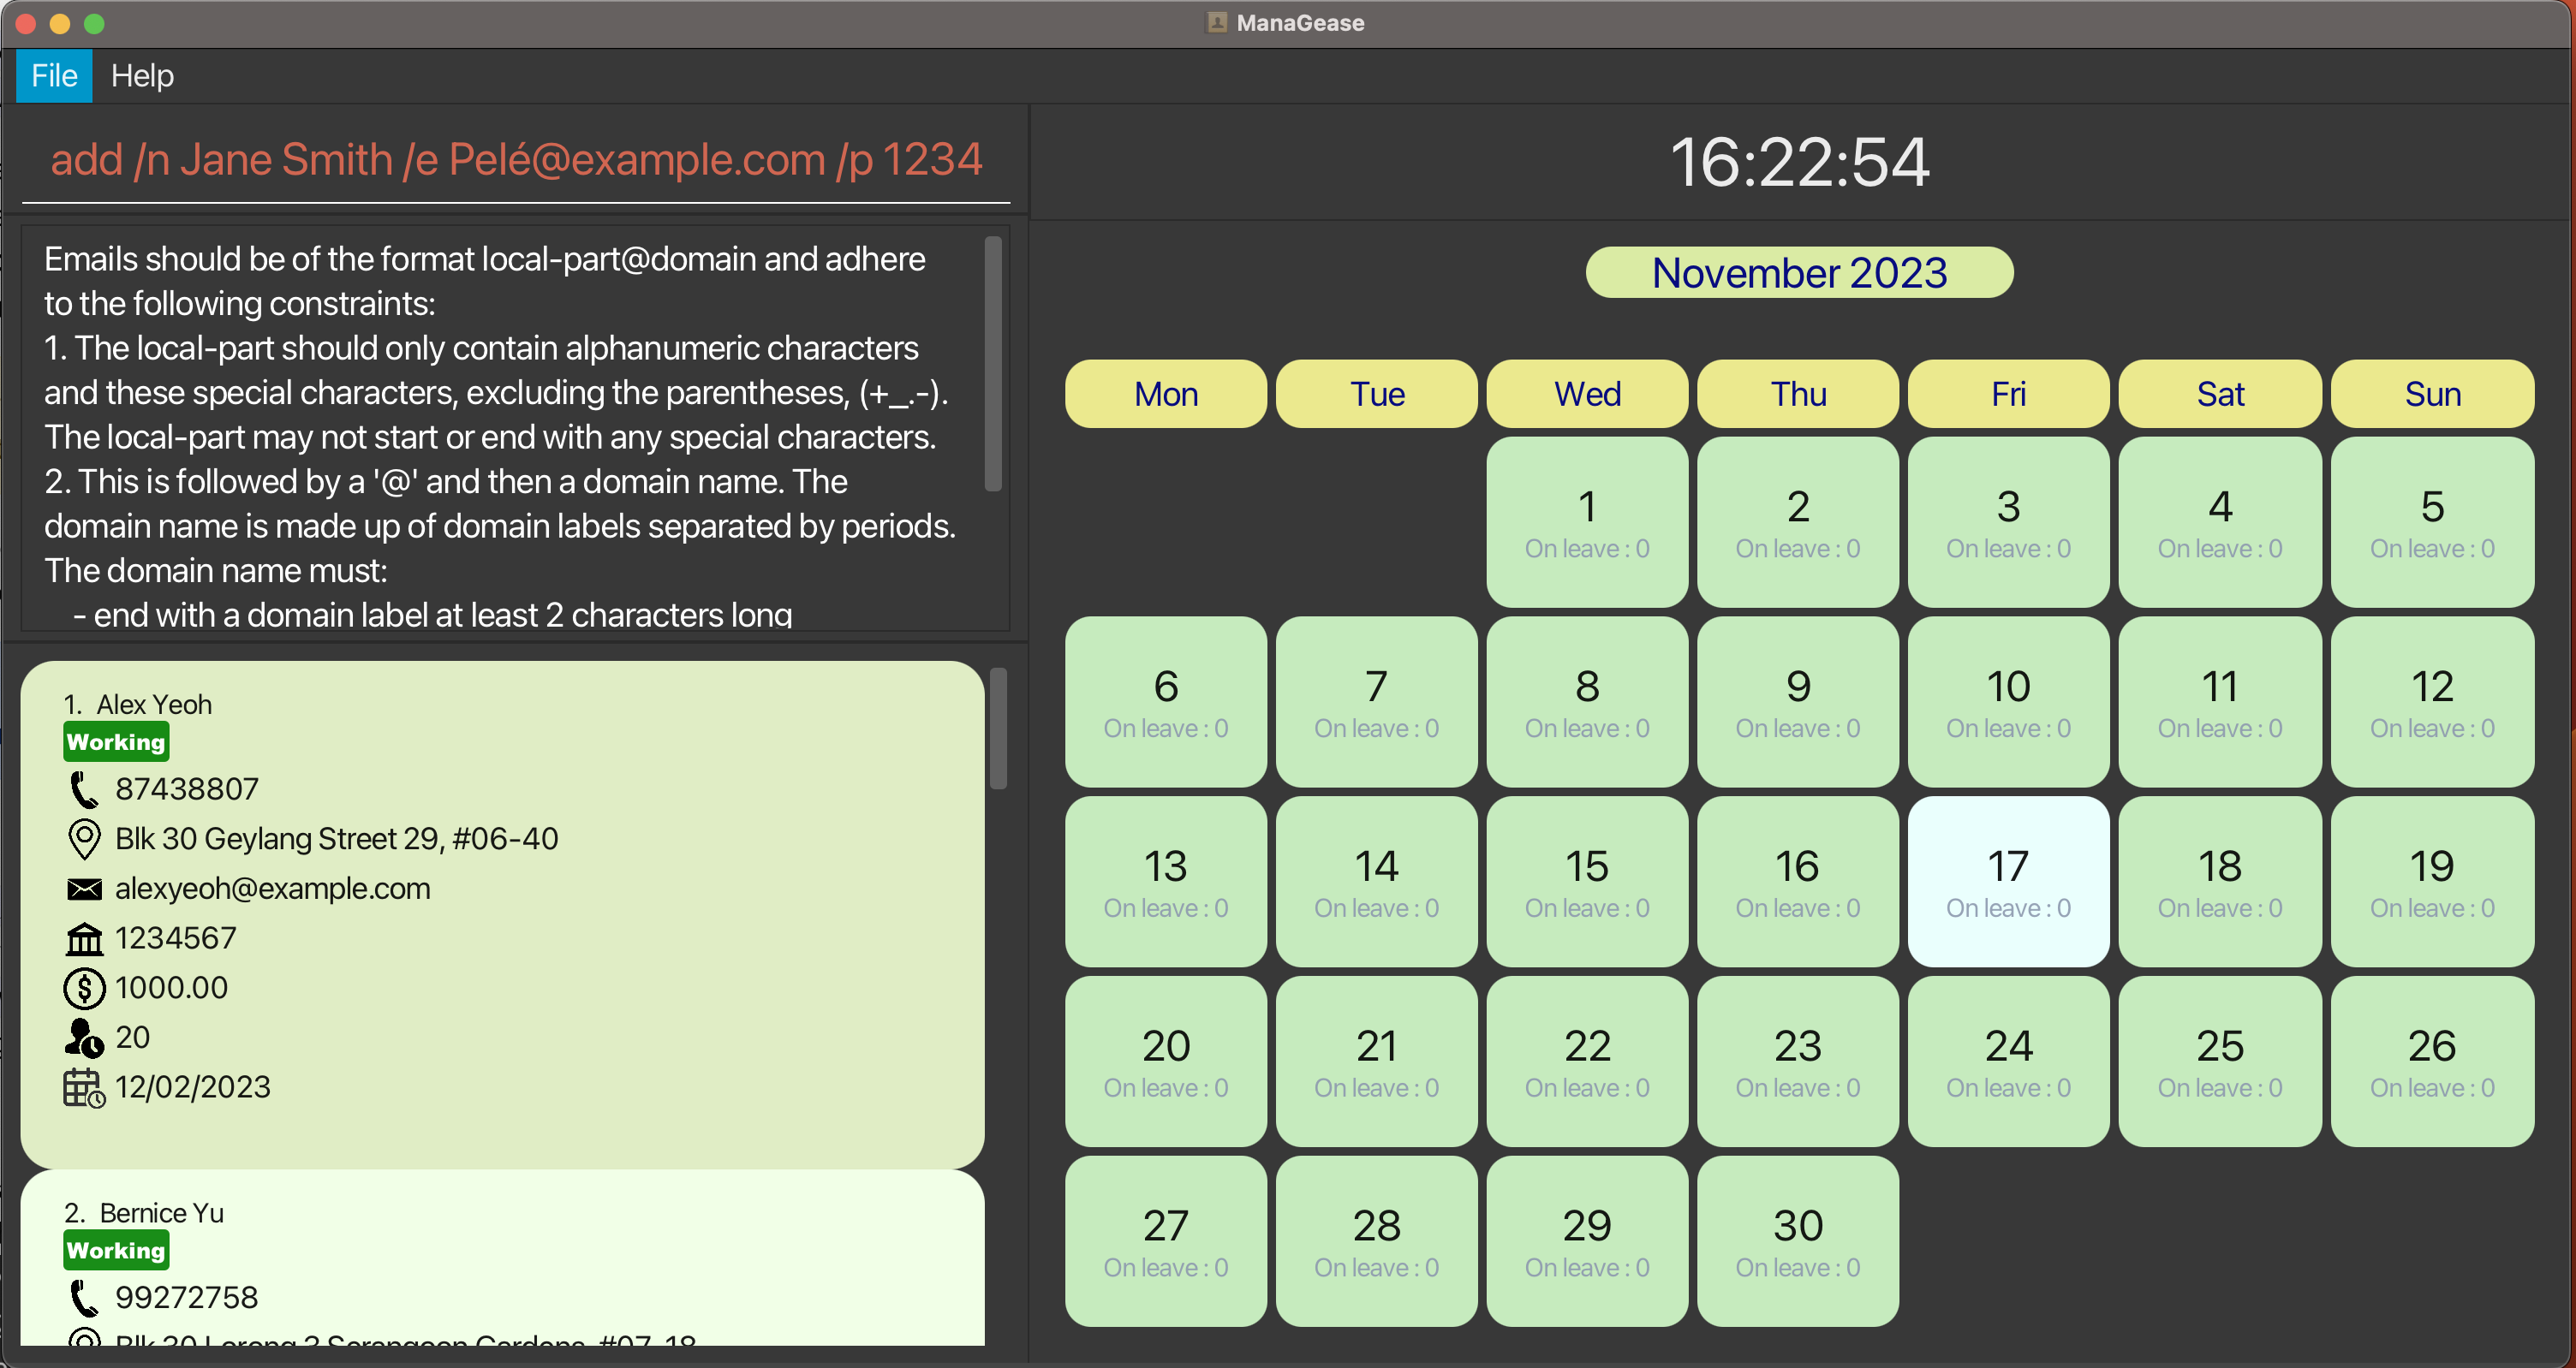 ManaGease
File Help
add /n Jane Smith /e Pelé@example.com /p 1234
Emails should be of the format local-part@domain and adhere
to the following constraints:
1. The local-part should only contain alphanumeric characters
and these special characters, excluding the parentheses, (+_.-).
The local-part may not start or end with any special characters.
2. This is followed by a '@' and then a domain name. The
domain name is made up of domain labels separated by periods.
The domain name must:
- end with a domain label at least 2 characters long
1. Alex Yeoh
Working
87438807
Blk 30 Geylang Street 29, #06-40
alexyeoh@example.com
1234567
1000.00
20
12/02/2023
2. Bernice Yu
Working
99272758
Blk 30 Lorong 3 Serangoon Gardens, #07-18
16:22:54
November 2023
Mon Tue Wed Thu Fri Sat Sun
1 2 3 4 5
On leave : 0 On leave : 0 On leave : 0 On leave : 0 On leave : 0
6 7 8 9 10 11 12
On leave : 0 On leave : 0 On leave : 0 On leave : 0 On leave : 0 On leave : 0 On leave : 0
13 14 15 16 17 18 19
On leave : 0 On leave : 0 On leave : 0 On leave : 0 On leave : 0 On leave : 0 On leave : 0
20 21 22 23 24 25 26
On leave : 0 On leave : 0 On leave : 0 On leave : 0 On leave : 0 On leave : 0 On leave : 0
27 28 29 30
On leave : 0 On leave : 0 On leave : 0 On leave : 0